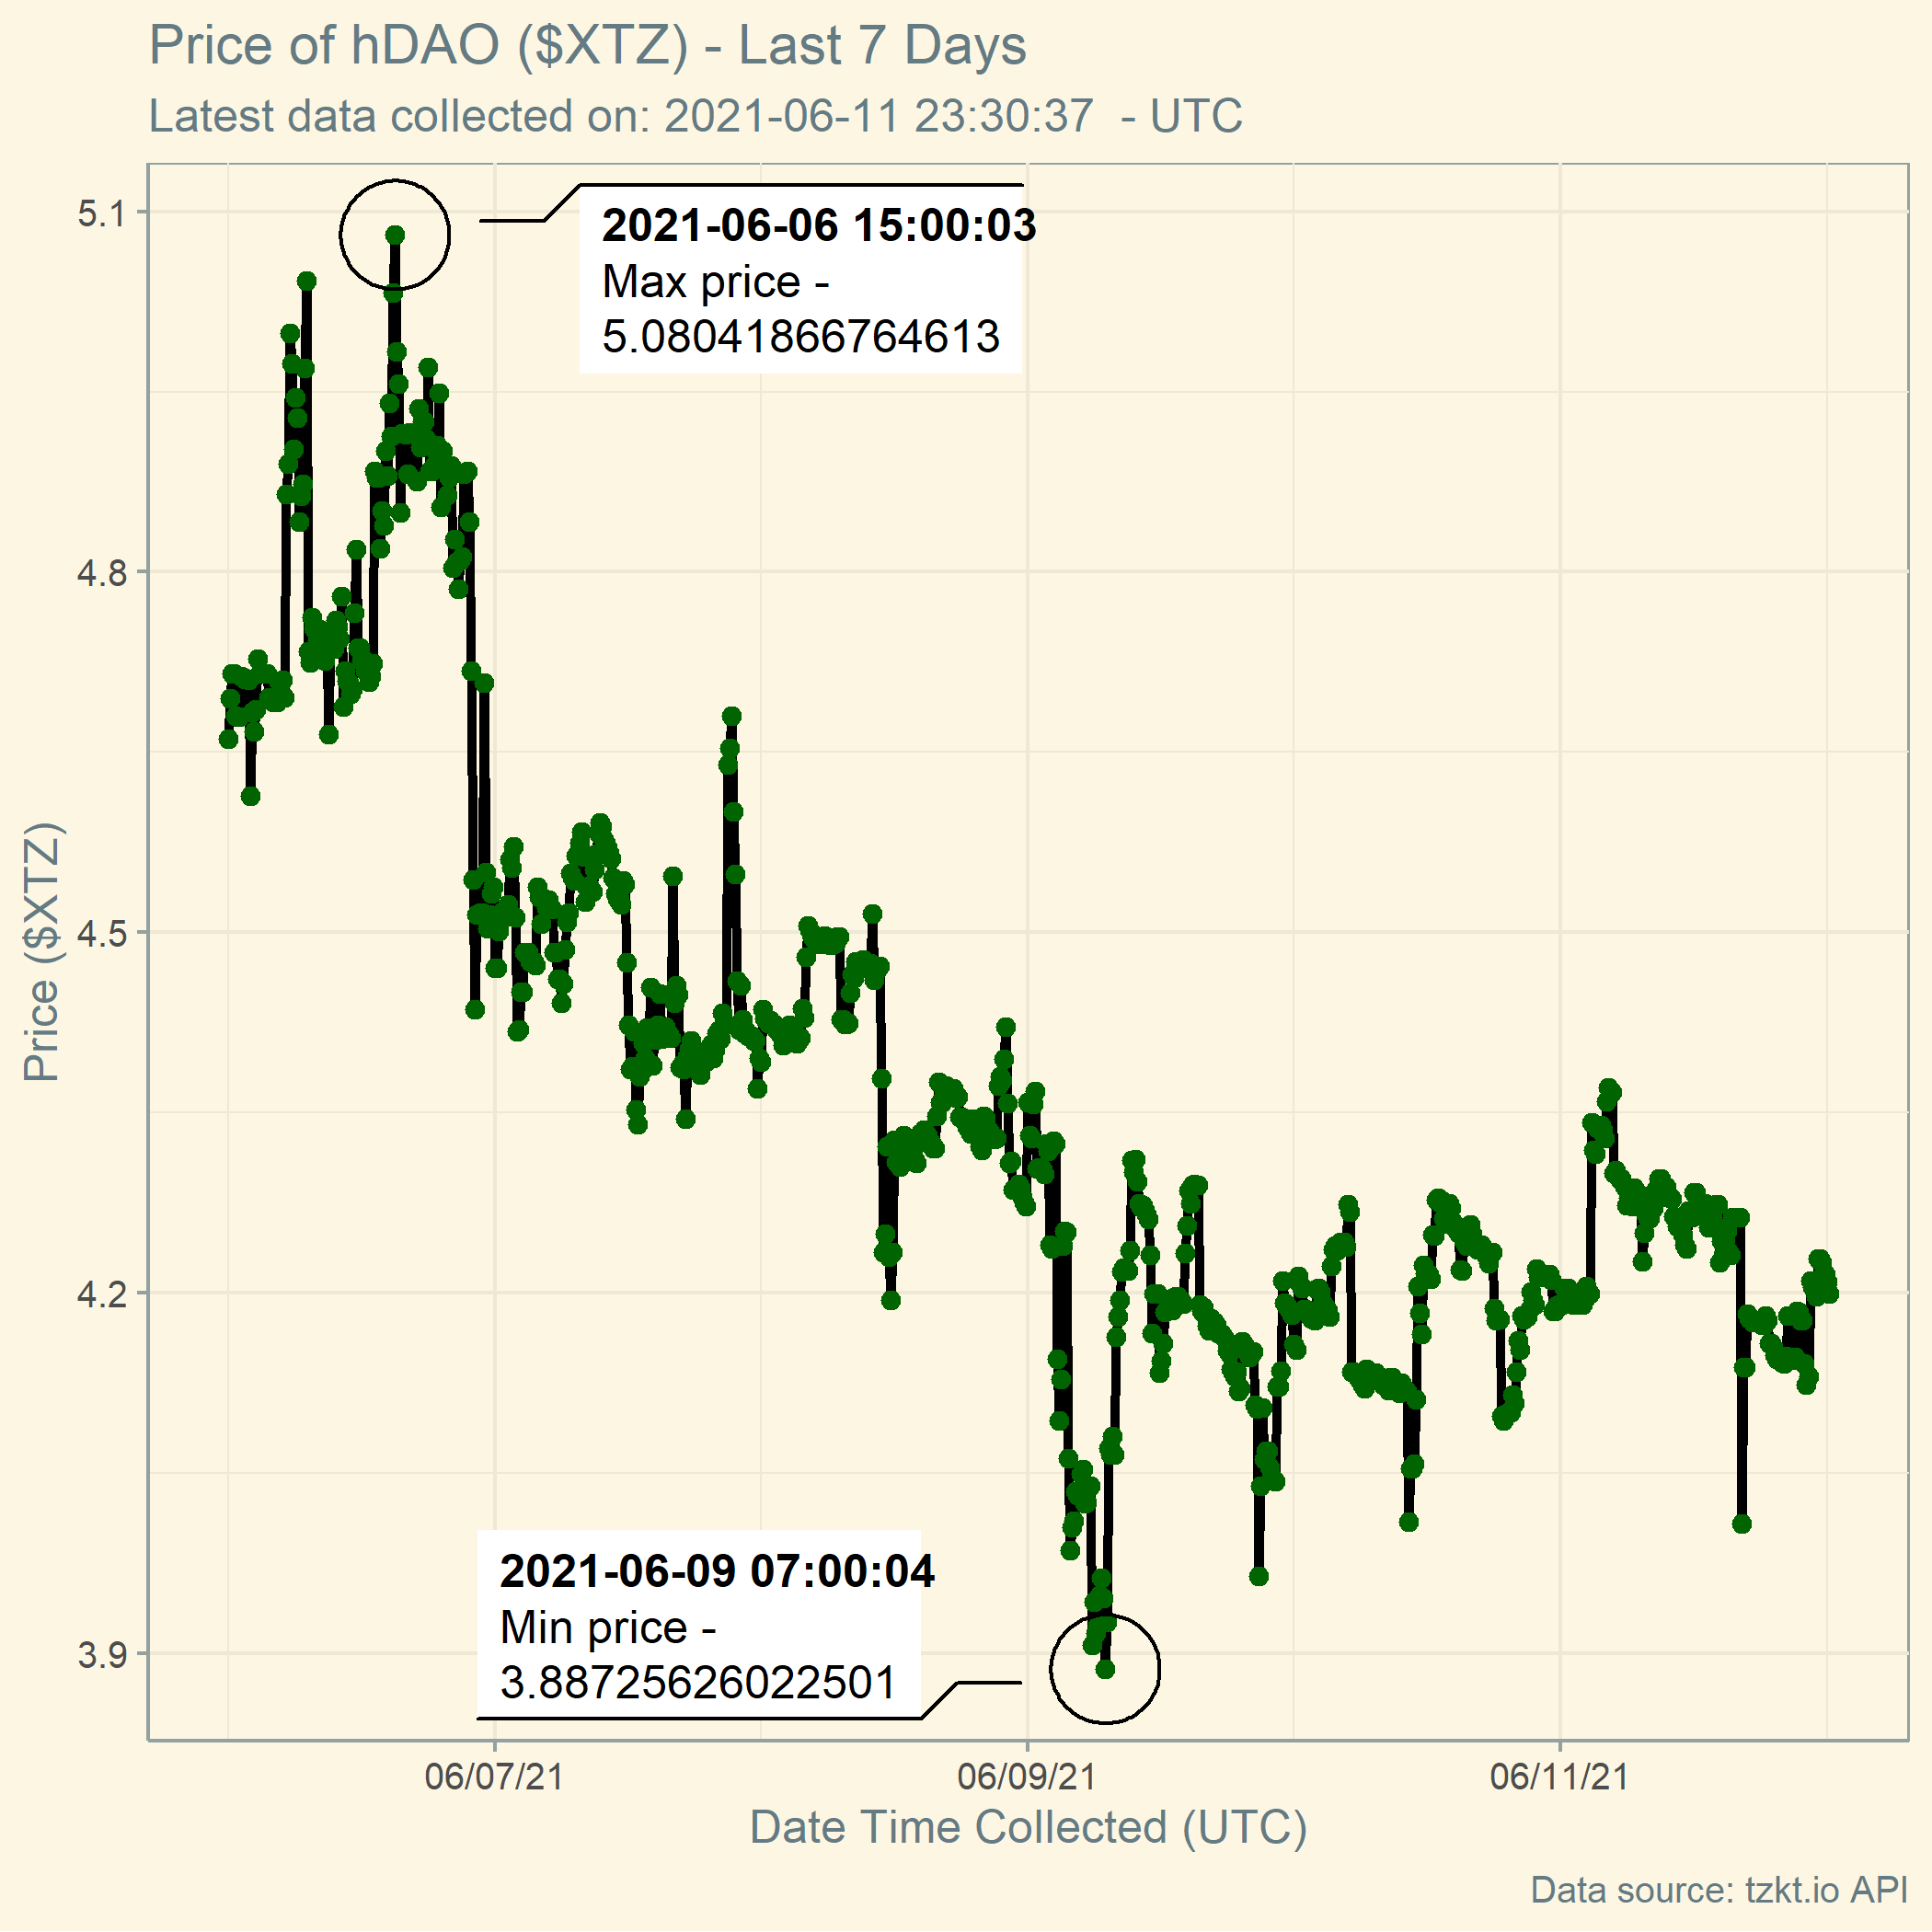 Price of hDAO ($XTZ) - Last 7 Days
Latest data collected on: 2021-06-11 23:30:37  - UTC
5.1
4.8
4.5
4.2
3.9
Price ($XTZ)
2021-06-06 15:00:03
Max price -
5.08041866764613
2021-06-09 07:00:04
Min price -
3.88725626022501
06/07/21
06/09/21
06/11/21
Date Time Collected (UTC)
Data source: tzkt.io API